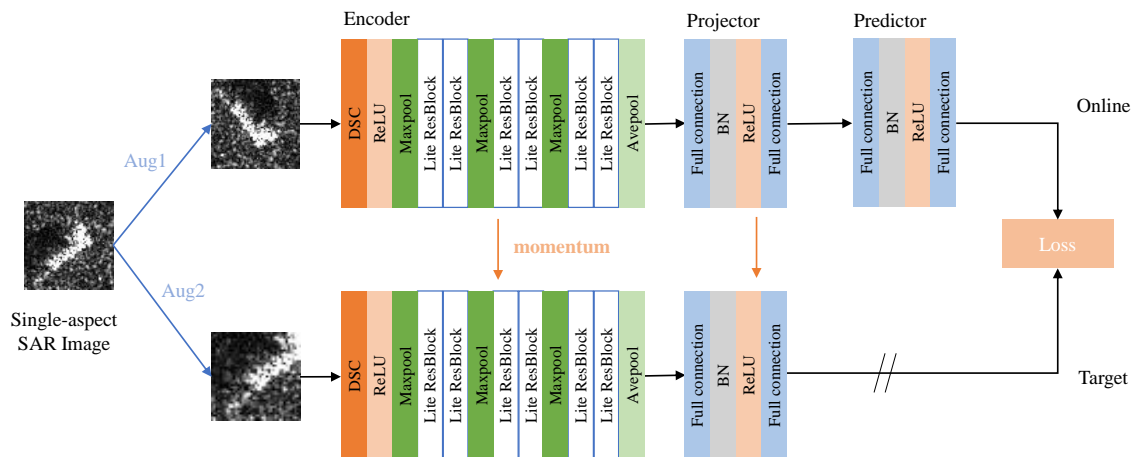 Encoder
Projector
Predictor
DSC
ReLU
Maxpool
Lite ResBlock
Lite ResBlock
Maxpool
Lite ResBlock
Lite ResBlock
Maxpool
Lite ResBlock
Lite ResBlock
Avepool
Full connection
BN
ReLU
Full connection
Full connection
BN
ReLU
Full connection
Online
Aug1
momentum
Loss
Aug2
Single-aspect
SAR Image
DSC
ReLU
Maxpool
Lite ResBlock
Lite ResBlock
Maxpool
Lite ResBlock
Lite ResBlock
Maxpool
Lite ResBlock
Lite ResBlock
Avepool
Full connection
BN
ReLU
Full connection
Target